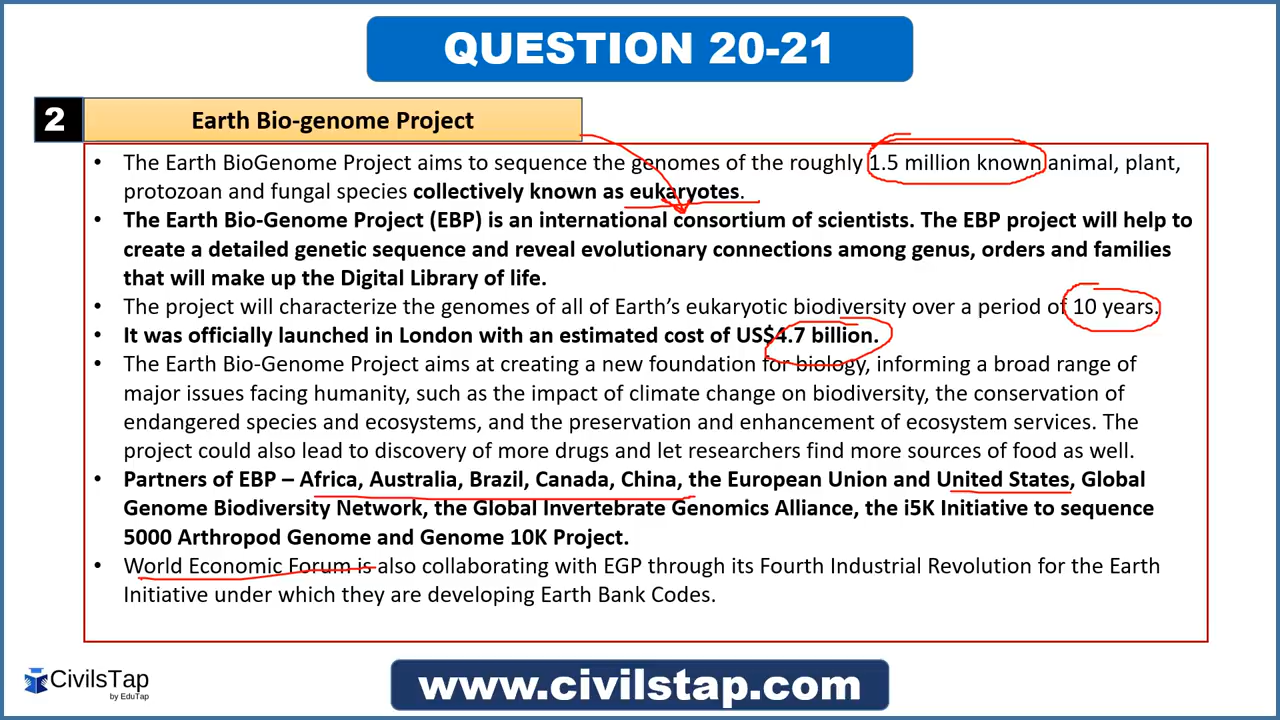 QUESTION 20-21
2
Earth Bio-genome Project
• The Earth BioGenome Project aims to sequence the genomes of the roughly 1.5 million known animal, plant,
protozoan and fungal species collectively known as eukaryotes.
• The Earth Bio-Genome Project (EBP) is an international consortium of scientists. The EBP project will help to
create a detailed genetic sequence and reveal evolutionary connections among genus, orders and families
that will make up the Digital Library of life.
• The project will characterize the genomes of all of Earth's eukaryotic biodiversity over a period of 10 years.
• It was officially launched in London with an estimated cost of US$4.7 billion.
• The Earth Bio-Genome Project aims at creating a new foundation for biology, informing a broad range of
major issues facing humanity, such as the impact of climate change on biodiversity, the conservation of
endangered species and ecosystems, and the preservation and enhancement of ecosystem services. The
project could also lead to discovery of more drugs and let researchers find more sources of food as well.
• Partners of EBP – Africa, Australia, Brazil, Canada, China, the European Union and United States, Global
Genome Biodiversity Network, the Global Invertebrate Genomics Alliance, the i5K Initiative to sequence
5000 Arthropod Genome and Genome 10K Project.
• World Economic Forum is also collaborating with EGP through its Fourth Industrial Revolution for the Earth
Initiative under which they are developing Earth Bank Codes.
CivilsTap
by EduTap
www.civilstap.com